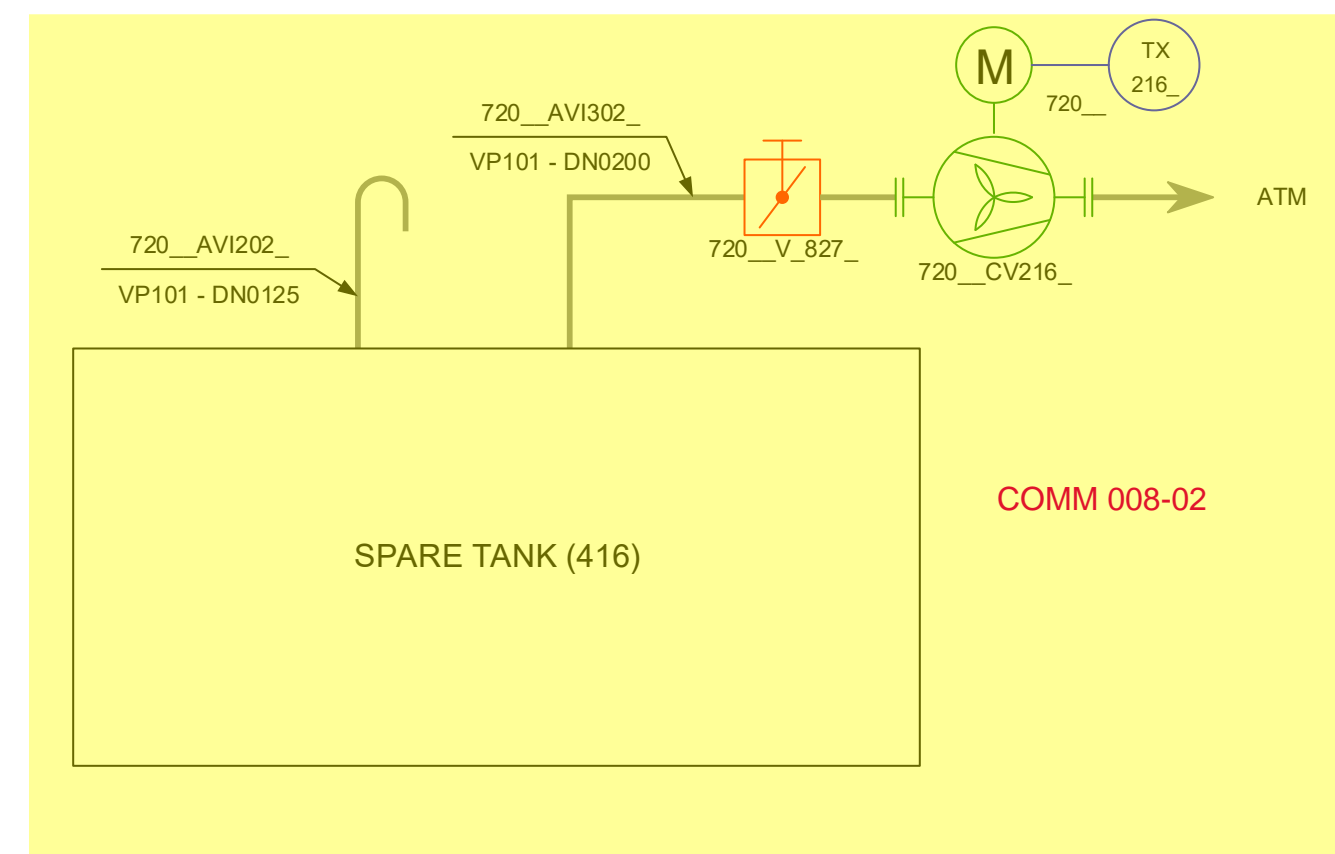 M
TX
216_
720__
720__AVI302_
VP101 - DN0200
ATM
720__AVI202_
VP101 - DN0125
720__V_827_
720__CV216_
COMM 008-02
SPARE TANK (416)